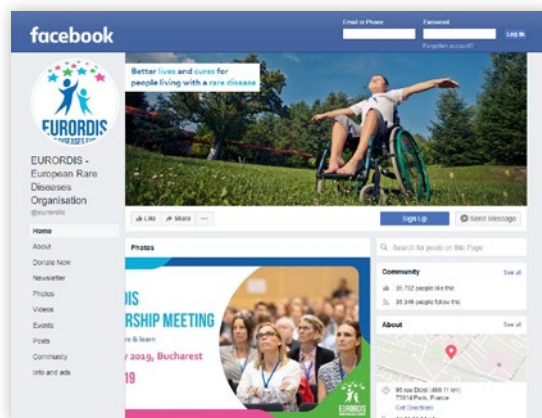 facebook
Email or Phone
Password
Log In
Forgotten account?
EURORDIS
EURORDIS -
European Rare
Diseases
Organisation
@eurordis
Home
About
Donate Now
Newsletter
Photos
Videos
Events
Posts
Community
Info and ads
Better lives and cures for
people living with a rare disease
Like
Share
Sign Up
Send Message
Photos
DIS
RSHIP MEETING
re & learn
y 2019, Bucharest
19
EURORDIS
Search for posts on this Page
Community
See all
people like this
people follow this
About
See all
Paris, France
Get Directions